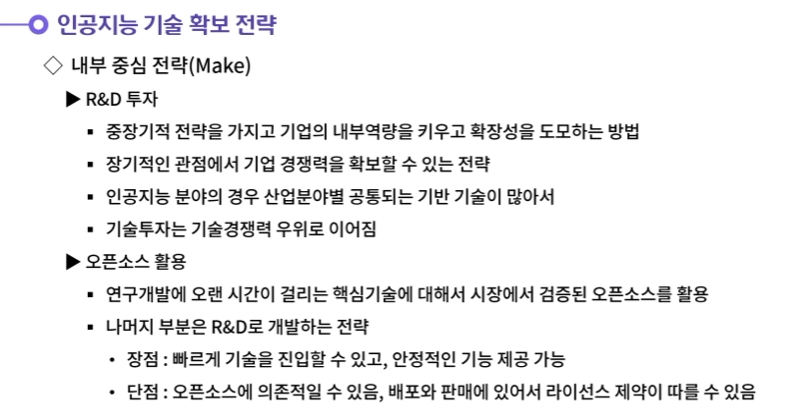 인공지능 기술 확보 전략
◇ 내부 중심 전략(Make)
▶ R&D 투자
▪ 중장기적 전략을 가지고 기업의 내부역량을 키우고 확장성을 도모하는 방법
▪ 장기적인 관점에서 기업 경쟁력을 확보할 수 있는 전략
▪ 인공지능 분야의 경우 산업분야별 공통되는 기반 기술이 많아서
▪ 기술투자는 기술경쟁력 우위로 이어짐
▶ 오픈소스 활용
▪ 연구개발에 오랜 시간이 걸리는 핵심기술에 대해서 시장에서 검증된 오픈소스를 활용
▪ 나머지 부분은 R&D로 개발하는 전략
• 장점 : 빠르게 기술을 진입할 수 있고, 안정적인 기능 제공 가능
• 단점 : 오픈소스에 의존적일 수 있음, 배포와 판매에 있어서 라이선스 제약이 따를 수 있음